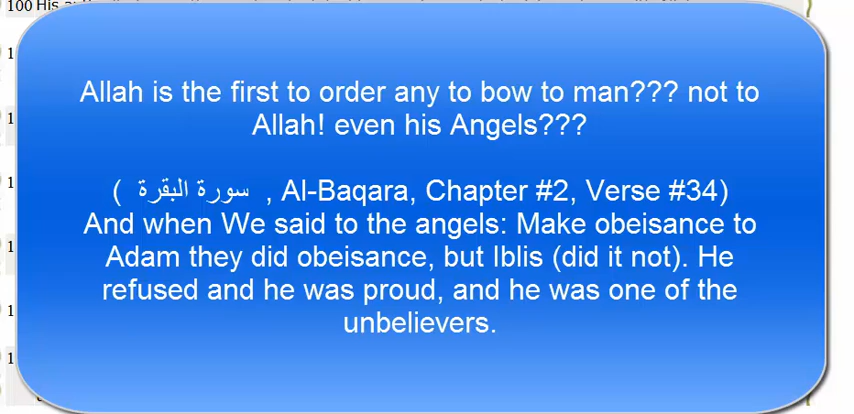 100 His
Allah is the first to order any to bow to man??? not to
Allah! even his Angels???
( سورة البقرة , Al-Baqara, Chapter #2, Verse #34)
And when We said to the angels: Make obeisance to
Adam they did obeisance, but Iblis (did it not). He
refused and he was proud, and he was one of the
unbelievers.